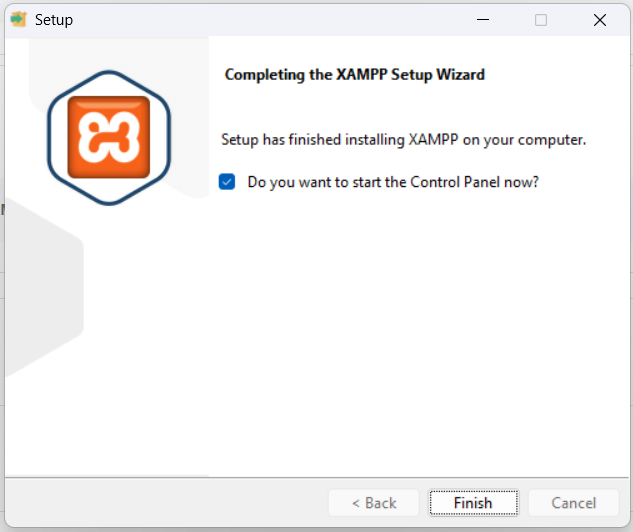 Setup
Completing the XAMPP Setup Wizard
Setup has finished installing XAMPP on your computer.
Do you want to start the Control Panel now?
< Back
Finish
Cancel